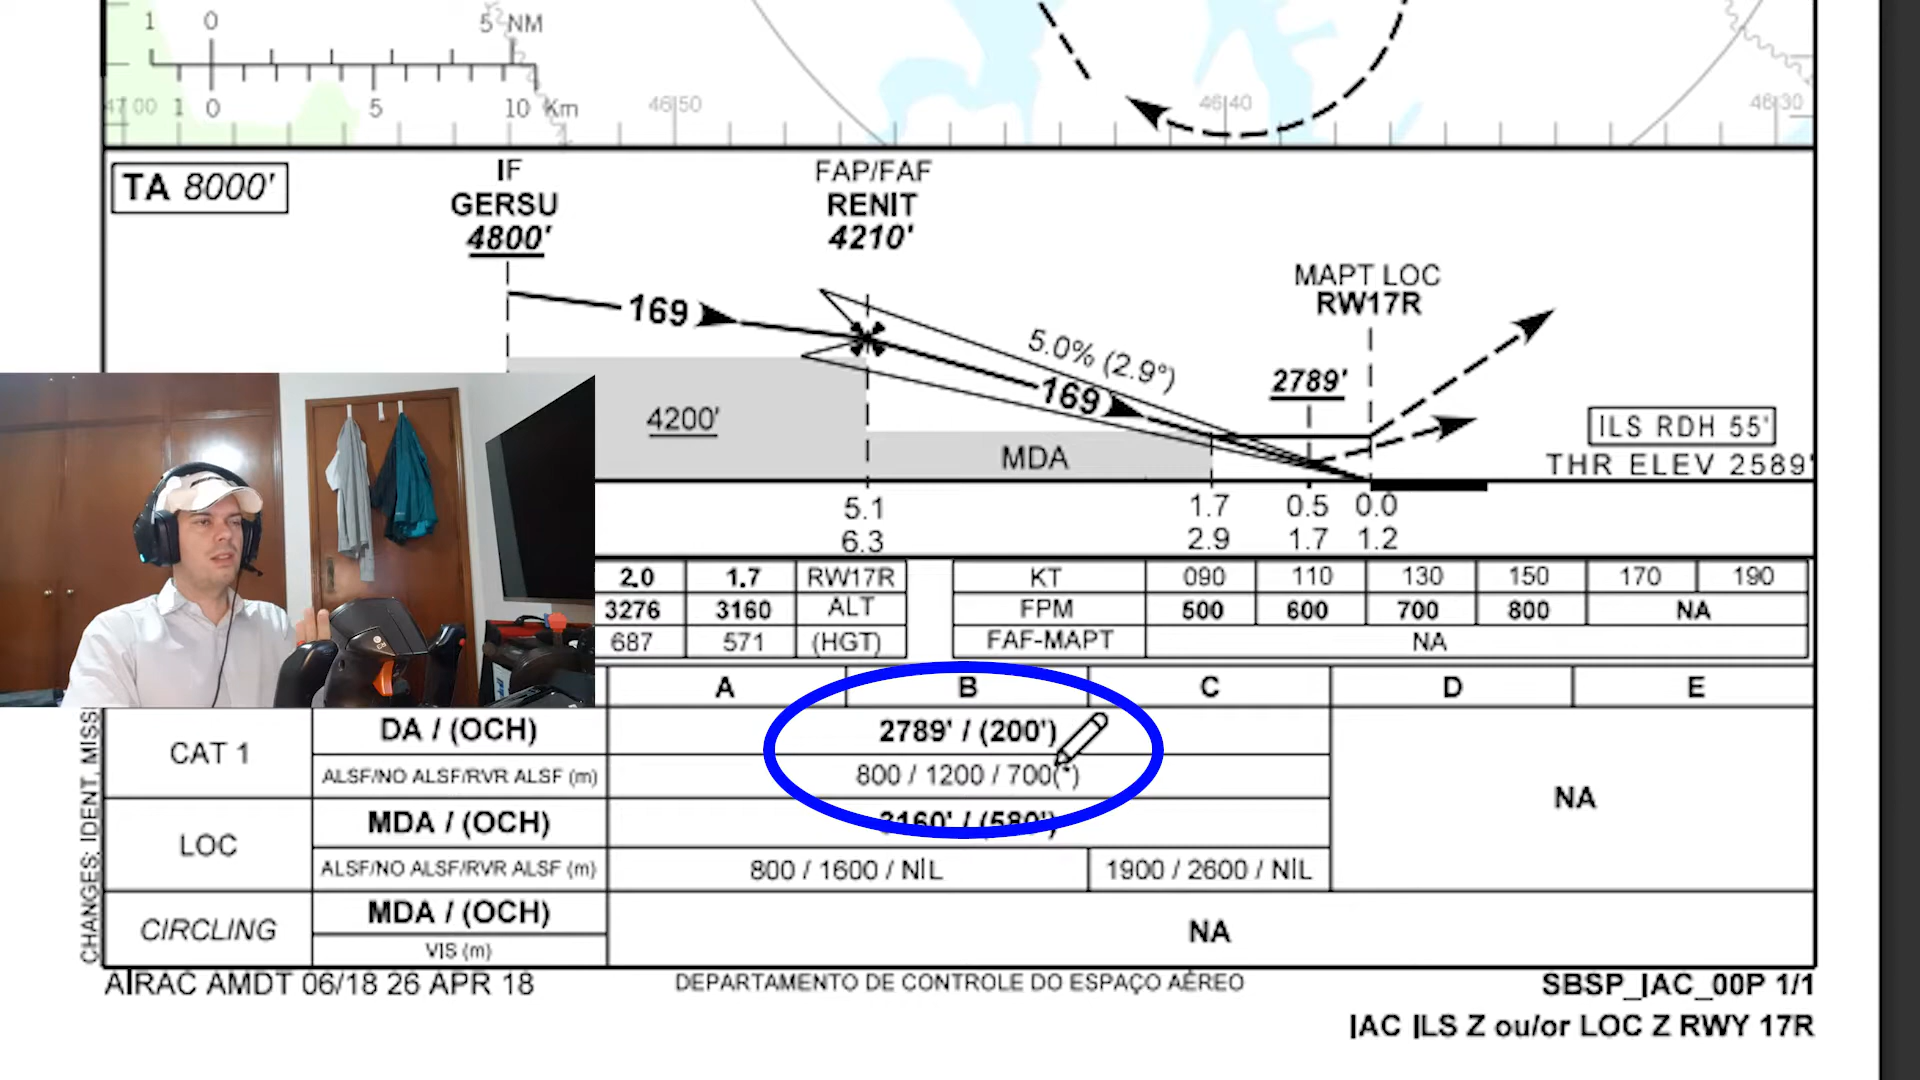 1 0 5 NM
47 00 1 0 5 10 Km 46 50 46 40 46 30
TA 8000'
IF
GERSU
4800'
FAP/FAF
RENIT
4210'
MAPT LOC
RW17R
169
5.0% (2.9°)
169
2789'
4200'
MDA
ILS RDH 55'
THR ELEV 2589'
5.1 1.7 0.5 0.0
6.3 2.9 1.7 1.2
2.0 1.7 RW17R
3276 3160 ALT
687 571 (HGT)
KT 090 110 130 150 170 190
FPM 500 600 700 800 NA
FAF-MAPT NA
A B C D E
CAT 1 DA / (OCH) 2789' / (200')
ALSF/NO ALSF/RVR ALSF (m) 800 / 1200 / 700(*)
NA
LOC MDA / (OCH) 3160' / (580')
ALSF/NO ALSF/RVR ALSF (m) 800 / 1600 / NIL 1900 / 2600 / NIL
CIRCLING MDA / (OCH) NA
VIS (m)
CHANGES: IDENT, MISS
AIRAC AMDT 06/18 26 APR 18
DEPARTAMENTO DE CONTROLE DO ESPAÇO AÉREO
SBSP_IAC_00P 1/1
IAC ILS Z ou/or LOC Z RWY 17R